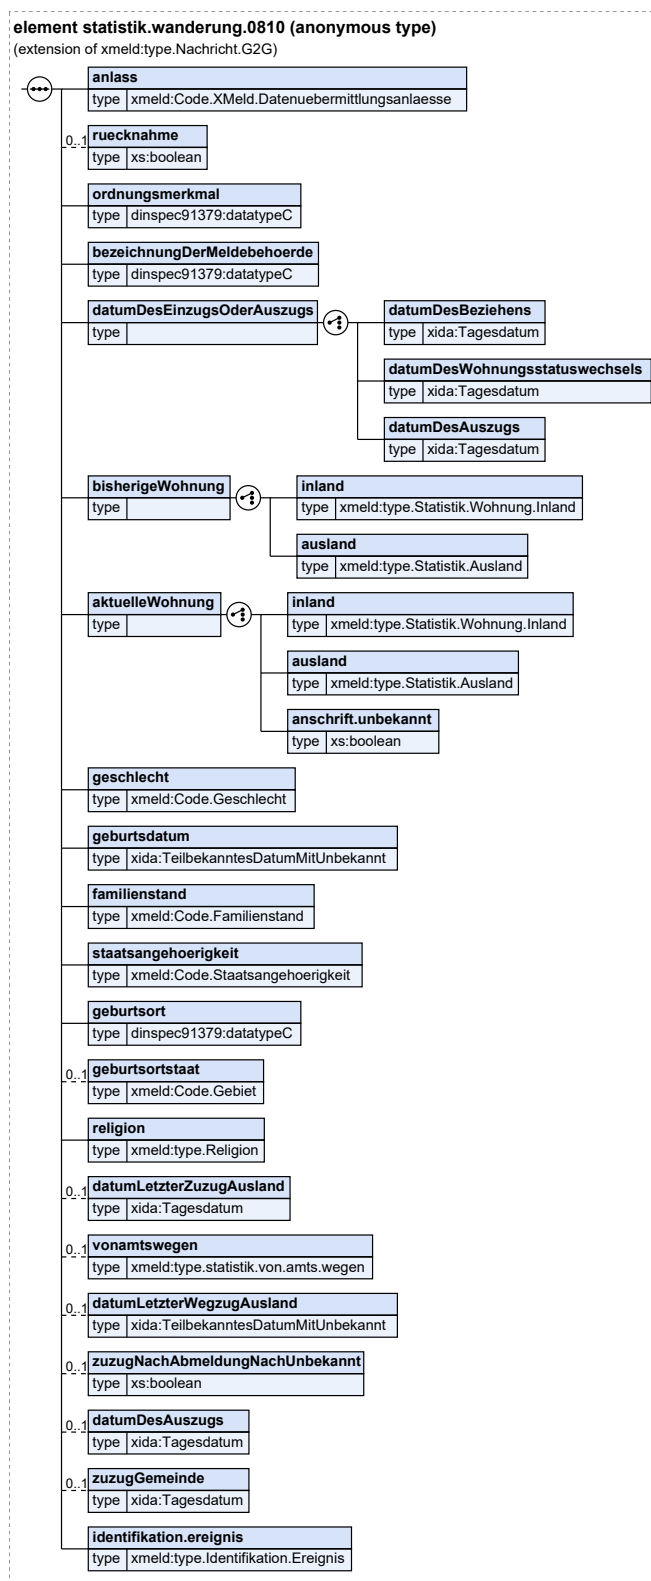 element statistik.wanderung.0810 (anonymous type)
(extension of xmeld:type.Nachricht.G2G)
anlass
type xmeld:Code.XMeld.Datenuebermittlungsanlaesse
0..1 ruecknahme
type xs:boolean
ordnungsmerkmal
type dinspec91379:datatypeC
bezeichnungDerMeldebehoerde
type dinspec91379:datatypeC
datumDesEinzugsOderAuszugs
type
datumDesBeziehens
type xida:Tagesdatum
datumDesWohnungsstatuswechsels
type xida:Tagesdatum
datumDesAuszugs
type xida:Tagesdatum
bisherigeWohnung
type
inland
type xmeld:type.Statistik.Wohnung.Inland
ausland
type xmeld:type.Statistik.Ausland
aktuelleWohnung
type
inland
type xmeld:type.Statistik.Wohnung.Inland
ausland
type xmeld:type.Statistik.Ausland
anschrift.unbekannt
type xs:boolean
geschlecht
type xmeld:Code.Geschlecht
geburtsdatum
type xida:TeilbekanntesDatumMitUnbekannt
familienstand
type xmeld:Code.Familienstand
staatsangehoerigkeit
type xmeld:Code.Staatsangehoerigkeit
geburtsort
type dinspec91379:datatypeC
0..1 geburtsortstaat
type xmeld:Code.Gebiet
religion
type xmeld:type.Religion
0..1 datumLetzterZuzugAusland
type xida:Tagesdatum
0..1 vonamtswegen
type xmeld:type.statistik.von.amts.wegen
0..1 datumLetzterWegzugAusland
type xida:TeilbekanntesDatumMitUnbekannt
0..1 zuzugNachAbmeldungNachUnbekannt
type xs:boolean
0..1 datumDesAuszugs
type xida:Tagesdatum
0..1 zuzugGemeinde
type xida:Tagesdatum
identifikation.ereignis
type xmeld:type.Identifikation.Ereignis